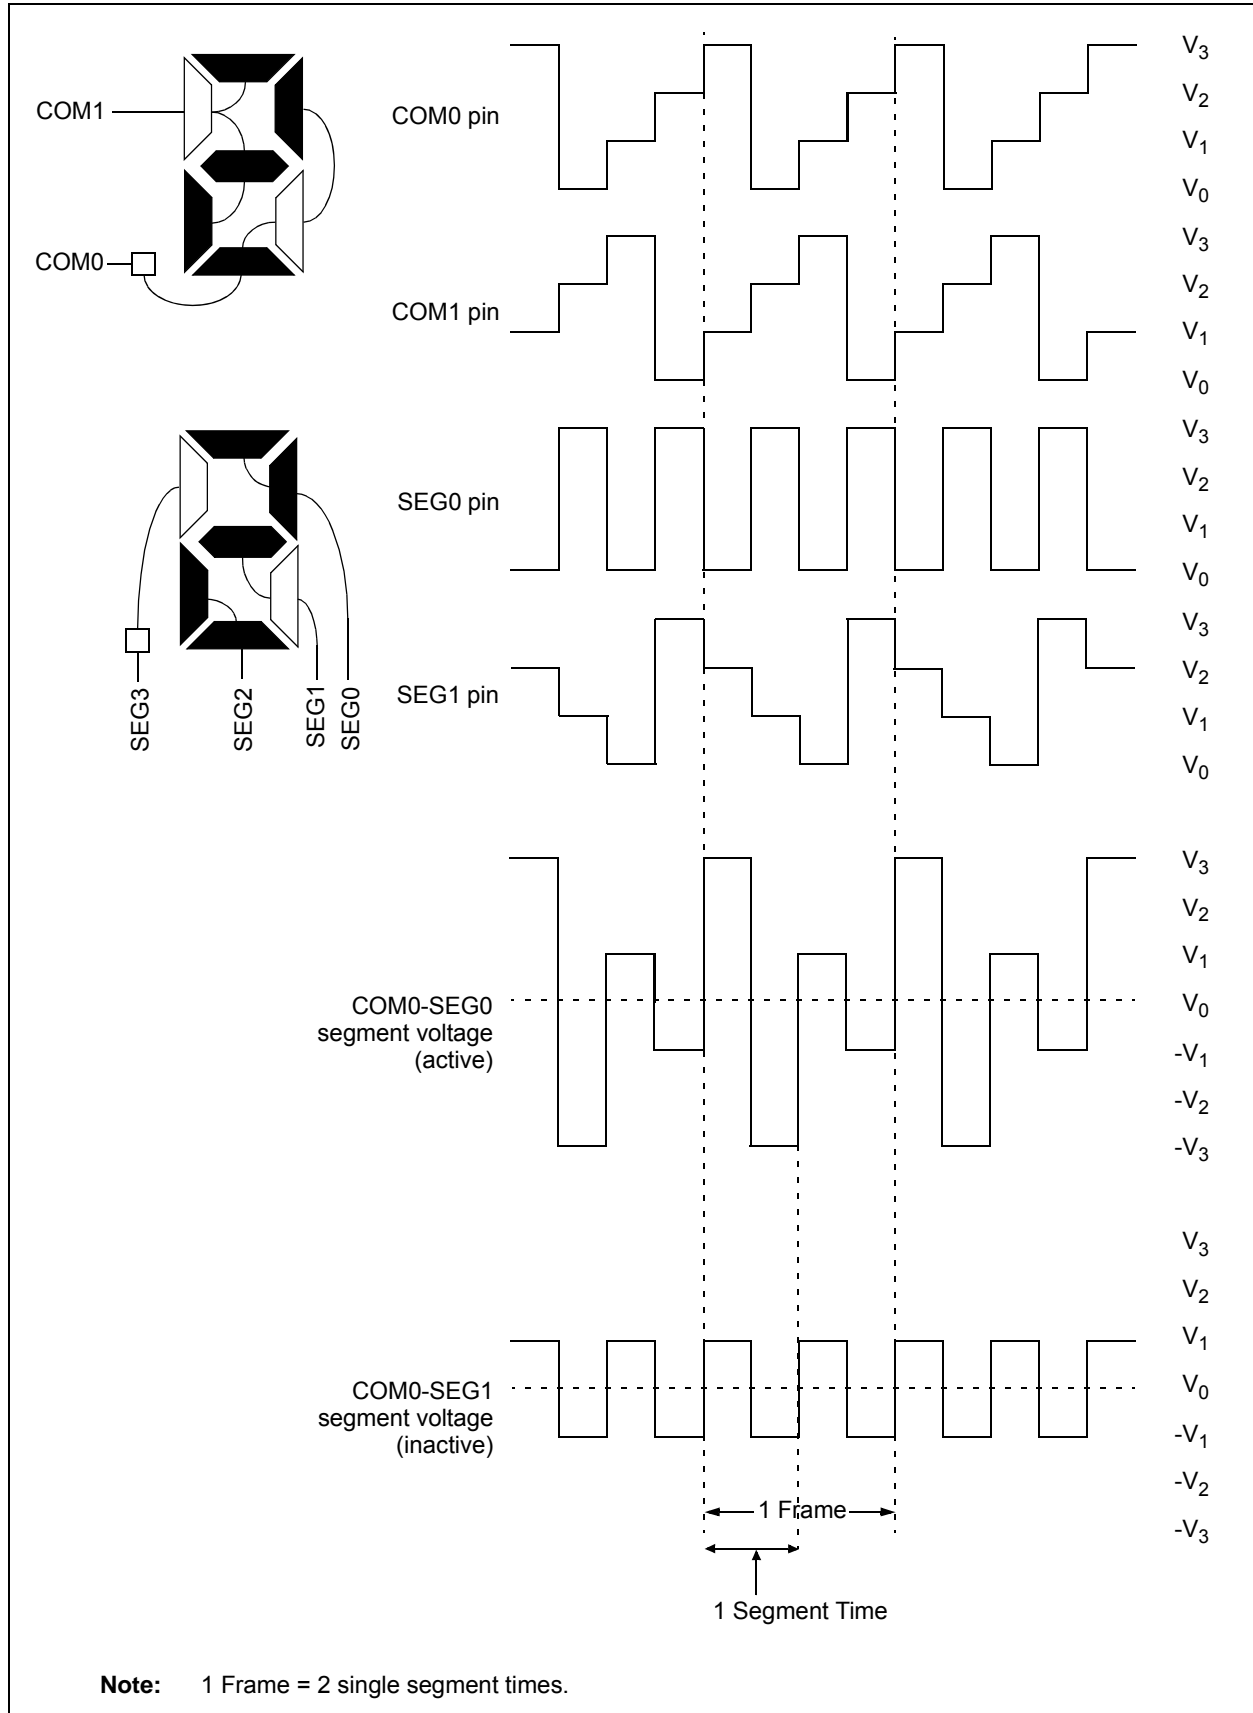 COM1
COM0
COM0 pin
V3
V2
V1
V0
COM1 pin
V3
V2
V1
V0
SEG0 pin
V3
V2
V1
V0
SEG3
SEG2
SEG1
SEG0
SEG1 pin
V3
V2
V1
V0
COM0-SEG0
segment voltage
(active)
V3
V2
V1
V0
-V1
-V2
-V3
COM0-SEG1
segment voltage
(inactive)
V3
V2
V1
V0
-V1
-V2
-V3
1 Frame
1 Segment Time
Note: 1 Frame = 2 single segment times.